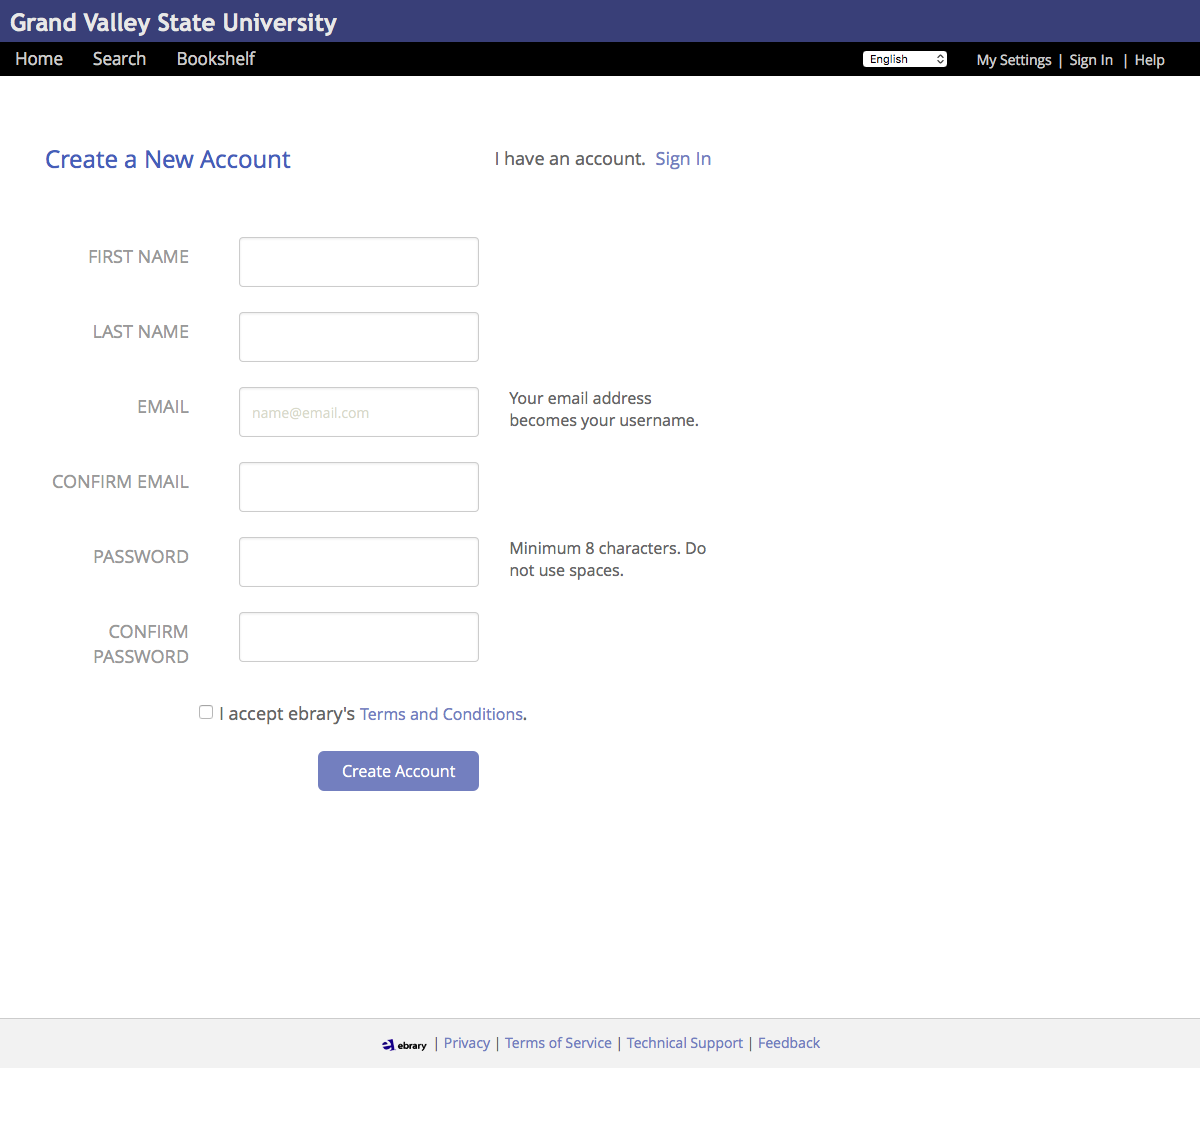 Grand Valley State University
Home Search Bookshelf English My Settings | Sign In | Help
Create a New Account I have an account. Sign In
FIRST NAME
LAST NAME
EMAIL name@email.com Your email address
becomes your username.
CONFIRM EMAIL
PASSWORD Minimum 8 characters. Do
not use spaces.
CONFIRM
PASSWORD
I accept ebrary's Terms and Conditions.
Create Account
ebrary | Privacy | Terms of Service | Technical Support | Feedback